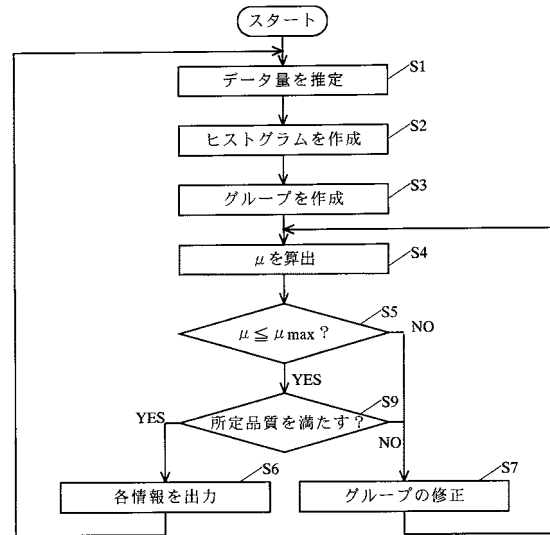 スタート
データ量を推定
S1
ヒストグラムを作成
S2
グループを作成
S3
μを算出
S4
μ≦μmax?
S5
NO
YES
所定品質を満たす?
S9
YES
NO
各情報を出力
S6
グループの修正
S7